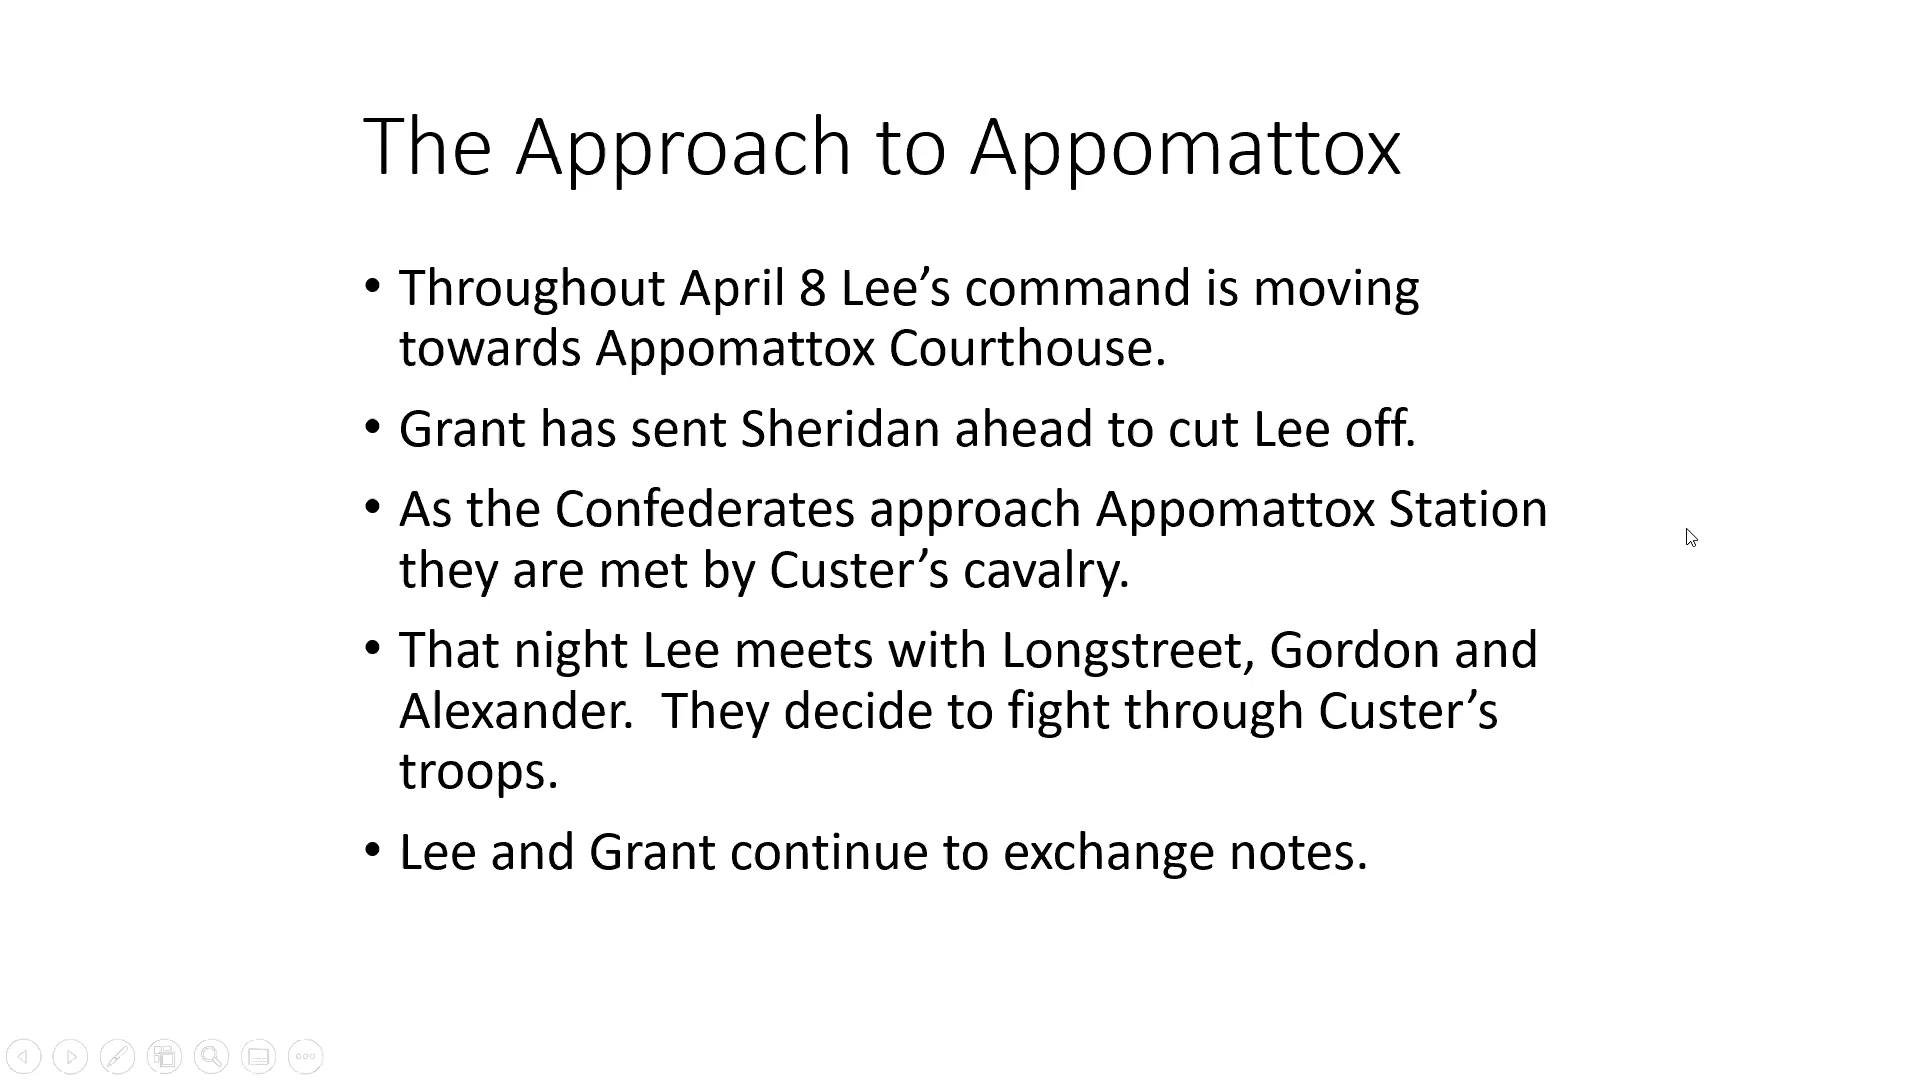 The Approach to Appomattox
• Throughout April 8 Lee’s command is moving
towards Appomattox Courthouse.
• Grant has sent Sheridan ahead to cut Lee off.
• As the Confederates approach Appomattox Station
they are met by Custer’s cavalry.
• That night Lee meets with Longstreet, Gordon and
Alexander.  They decide to fight through Custer’s
troops.
• Lee and Grant continue to exchange notes.